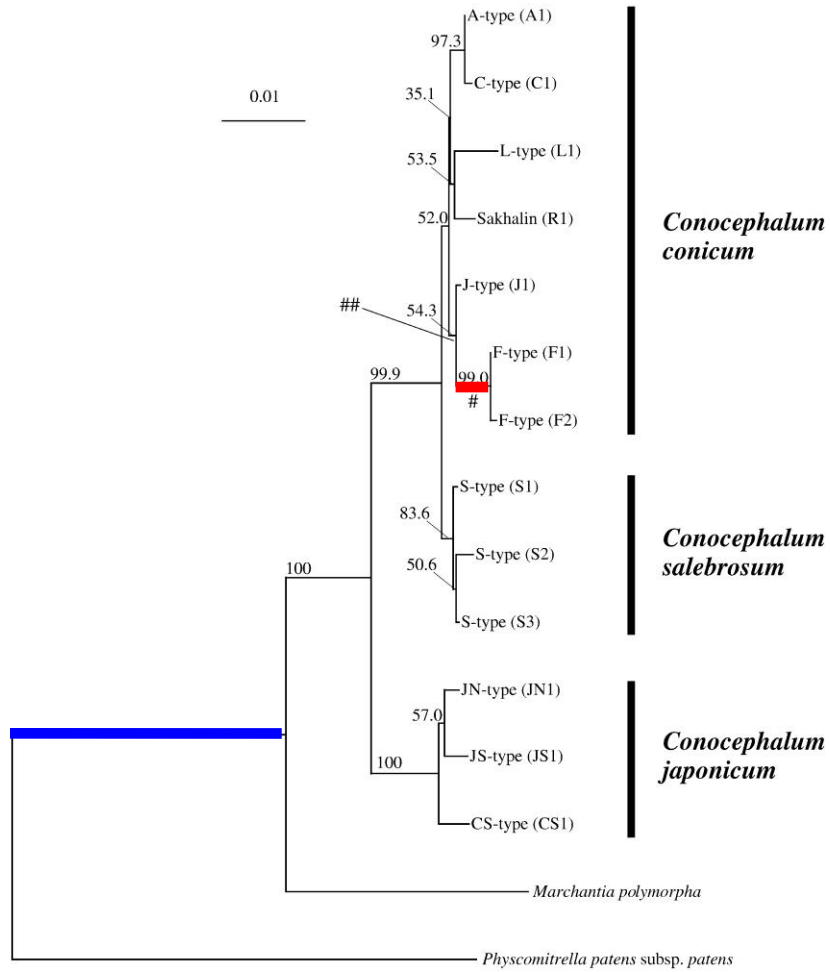 A-type (A1)
97.3
C-type (C1)
0.01
35.1
L-type (L1)
53.5
Sakhalin (R1)
52.0
Conocephalum
conicum
J-type (J1)
##
54.3
F-type (F1)
99.9
99.0
#
F-type (F2)
S-type (S1)
83.6
S-type (S2)
50.6
Conocephalum
salebrosum
100
S-type (S3)
JN-type (JN1)
57.0
JS-type (JS1)
Conocephalum
japonicum
100
CS-type (CS1)
Marchantia polymorpha
Physcomitrella patens subsp. patens